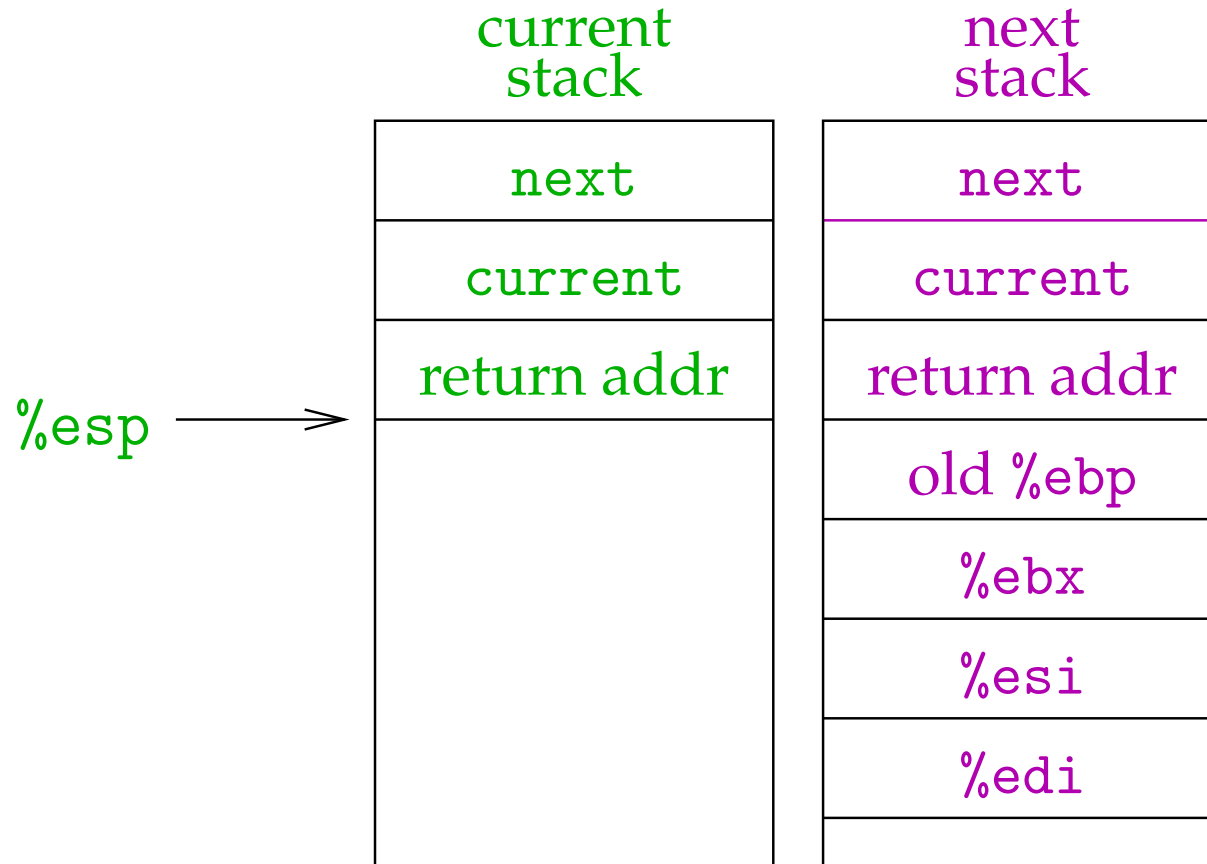 current
stack
next
stack
next
next
current
current
return addr
return addr
%esp
old %ebp
%ebx
%esi
%edi